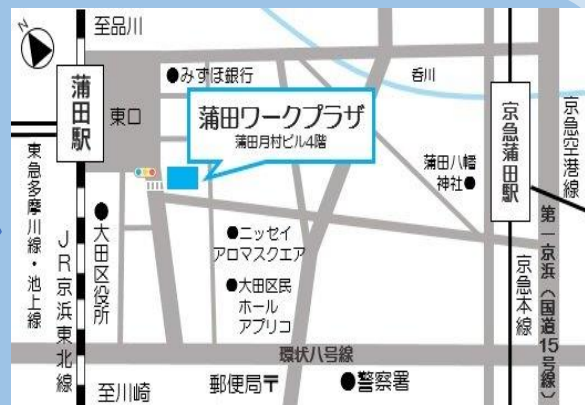 N
至品川
●みずほ銀行
呑川
蒲田駅
東口
蒲田ワークプラザ
蒲田月村ビル4階
京急蒲田駅
京急空港線
蒲田八幡
神社●
東急多摩川線・池上線
JR京浜東北線
●大田区役所
●ニッセイ
アロマスクエア
●大田区民
ホール
アプリコ
京急本線
第一京浜(国道15号線)
環状八号線
至川崎
郵便局〒
●警察署